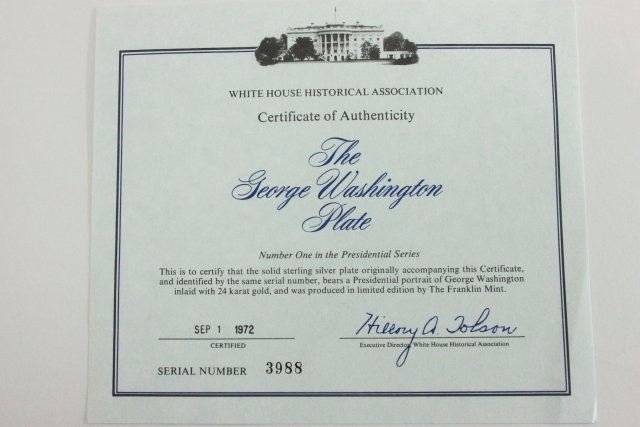 WHITE HOUSE HISTORICAL ASSOCIATION
Certificate of Authenticity
The
George Washington
Plate
Number One in the Presidential Series
This is to certify that the solid sterling silver plate originally accompanying this Certificate,
and identified by the same serial number, bears a Presidential portrait of George Washington
inlaid with 24 karat gold, and was produced in limited edition by The Franklin Mint.
SEP 1 1972
Hillory A. Tolson
CERTIFIED
Executive Director, White House Historical Association
SERIAL NUMBER 3988